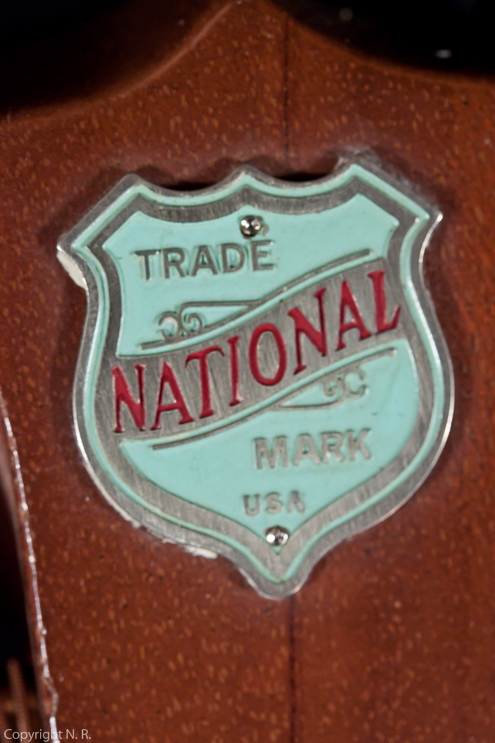 TRADE
NATIONAL
MARK
USA
Copyright N. R.